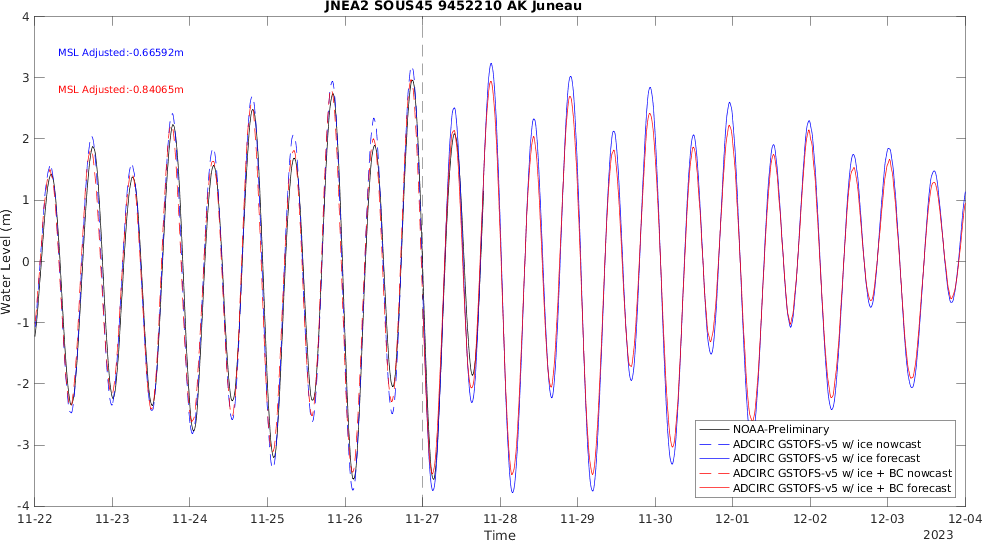 JNEA2 SOUS45 9452210 AK Juneau
MSL Adjusted:-0.66592m
MSL Adjusted:-0.84065m
Water Level (m)
4
3
2
1
0
-1
-2
-3
-4
NOAA-Preliminary
ADCIRC GSTOFS-v5 w/ ice nowcast
ADCIRC GSTOFS-v5 w/ ice forecast
ADCIRC GSTOFS-v5 w/ ice + BC nowcast
ADCIRC GSTOFS-v5 w/ ice + BC forecast
11-22 11-23 11-24 11-25 11-26 11-27 11-28 11-29 11-30 12-01 12-02 12-03 12-04
Time
2023